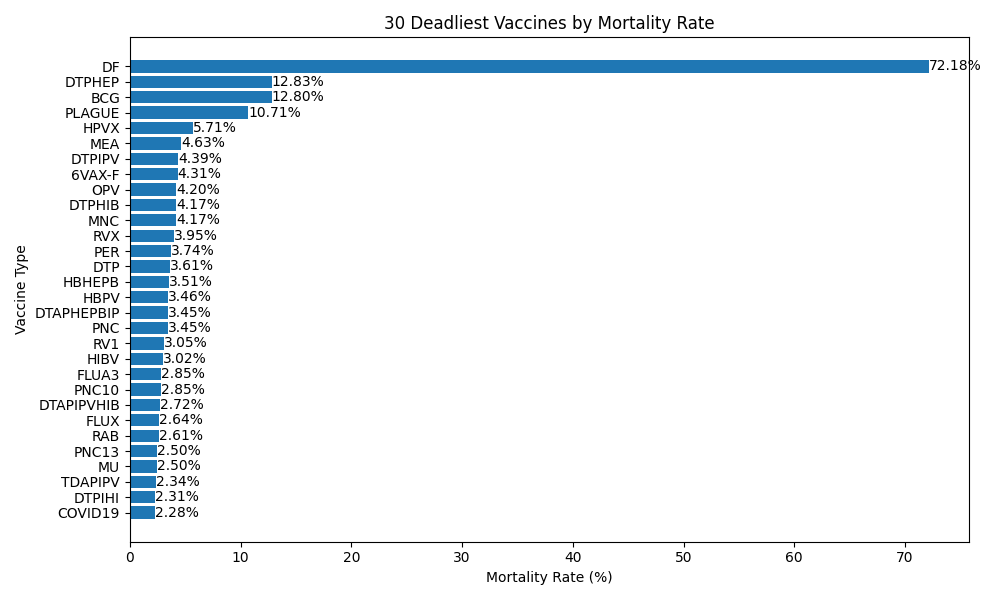 30 Deadliest Vaccines by Mortality Rate
Vaccine Type
DF 72.18%
DTPHEP 12.83%
BCG 12.80%
PLAGUE 10.71%
HPVX 5.71%
MEA 4.63%
DTPIPV 4.39%
6VAX-F 4.31%
OPV 4.20%
DTPHIB 4.17%
MNC 4.17%
RVX 3.95%
PER 3.74%
DTP 3.61%
HBHEPB 3.51%
HBPV 3.46%
DTAPHEPBIP 3.45%
PNC 3.45%
RV1 3.05%
HIBV 3.02%
FLUA3 2.85%
PNC10 2.85%
DTAPIPVHIB 2.72%
FLUX 2.64%
RAB 2.61%
PNC13 2.50%
MU 2.50%
TDAPIPV 2.34%
DTPIHI 2.31%
COVID19 2.28%
0 10 20 30 40 50 60 70
Mortality Rate (%)